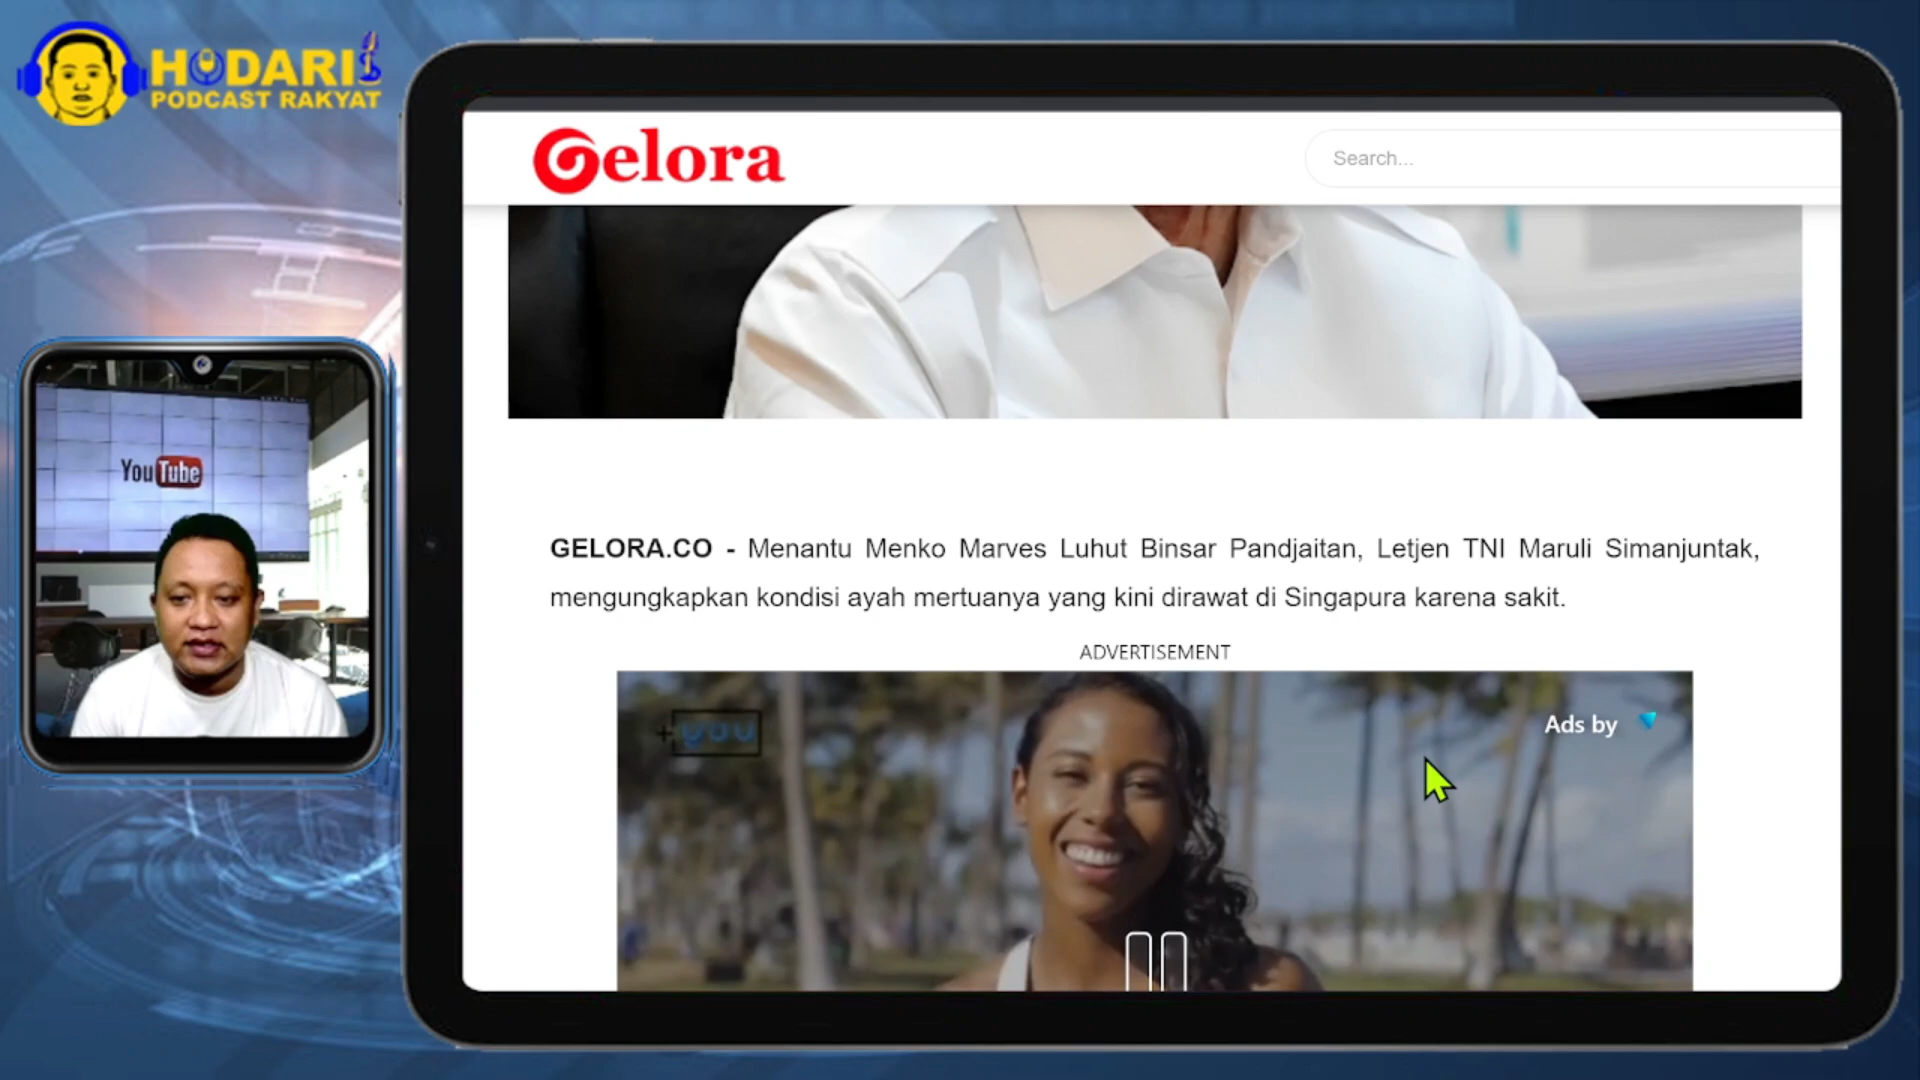 HODARI
PODCAST RAKYAT
Gelora
Search...
YouTube
GELORA.CO - Menantu Menko Marves Luhut Binsar Pandjaitan, Letjen TNI Maruli Simanjuntak,
mengungkapkan kondisi ayah mertuanya yang kini dirawat di Singapura karena sakit.
ADVERTISEMENT
+you
Ads by